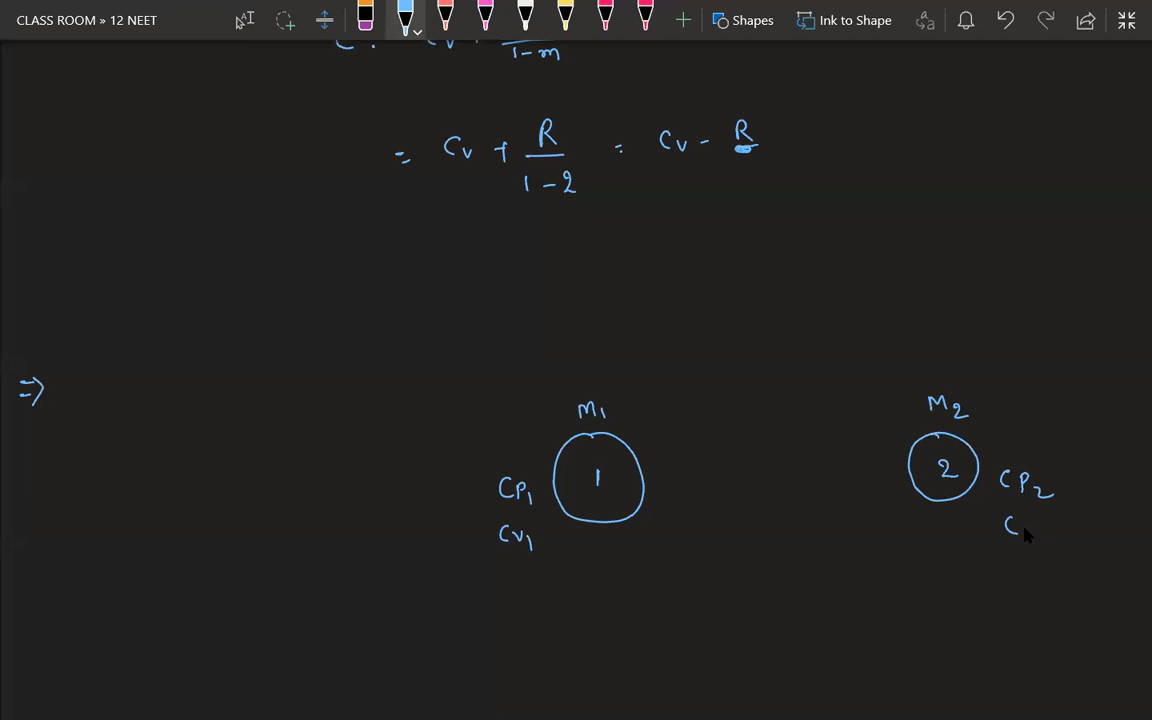 CLASS ROOM » 12 NEET
Shapes
Ink to Shape
1-m
= Cv + R/(1-2) = Cv - R
=>
M1 M2
1 2
CP1 CP2
CV1 C